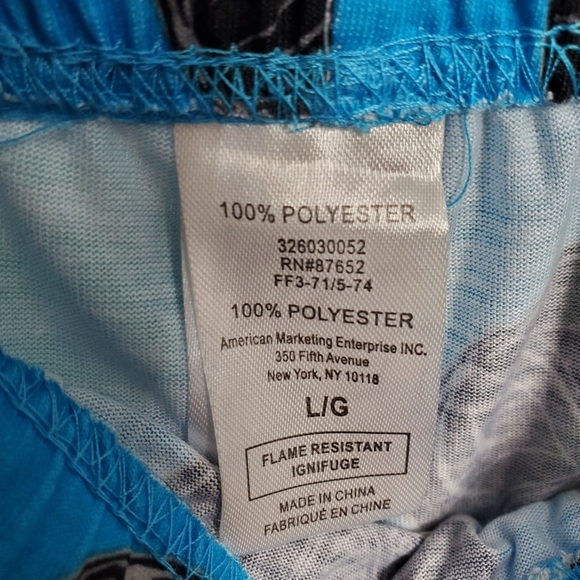 100% POLYESTER
326030052
RN#87652
FF3-71/5-74
100% POLYESTER
American Marketing Enterprise INC.
350 Fifth Avenue
New York, NY 10118
L/G
FLAME RESISTANT
IGNIFUGE
MADE IN CHINA
FABRIQUÉ EN CHINE